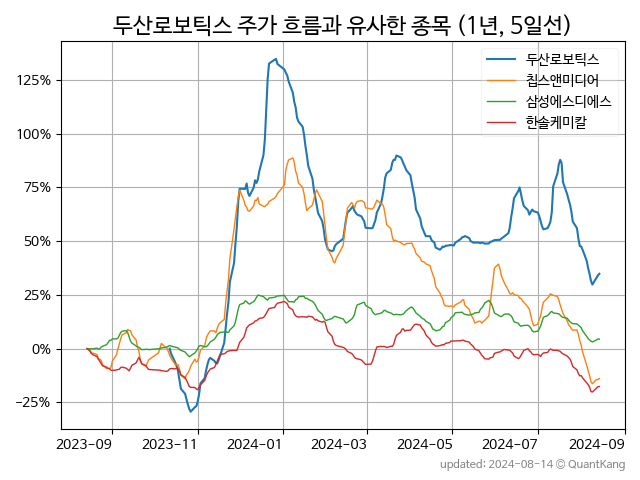 두산로보틱스 주가 흐름과 유사한 종목 (1년, 5일선)
두산로보틱스
칩스앤미디어
삼성에스디에스
한솔케미칼
125%
100%
75%
50%
25%
0%
−25%
2023-09 2023-11 2024-01 2024-03 2024-05 2024-07 2024-09
updated: 2024-08-14 © QuantKang